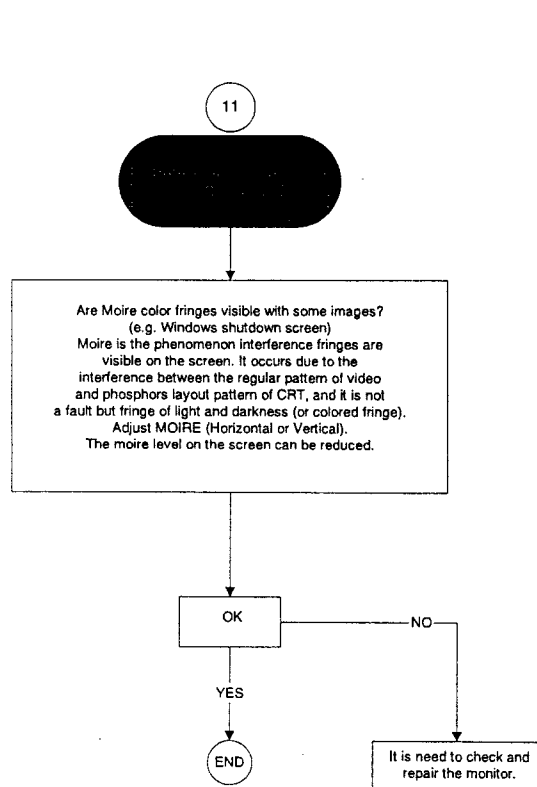 11
Are Moire color fringes visible with some images?
(e.g. Windows shutdown screen)
Moire is the phenomenon interference fringes are
visible on the screen. It occurs due to the
interference between the regular pattern of video
and phosphors layout pattern of CRT, and it is not
a fault but fringe of light and darkness (or colored fringe).
Adjust MOIRE (Horizontal or Vertical).
The moire level on the screen can be reduced.
OK
NO
YES
END
It is need to check and
repair the monitor.